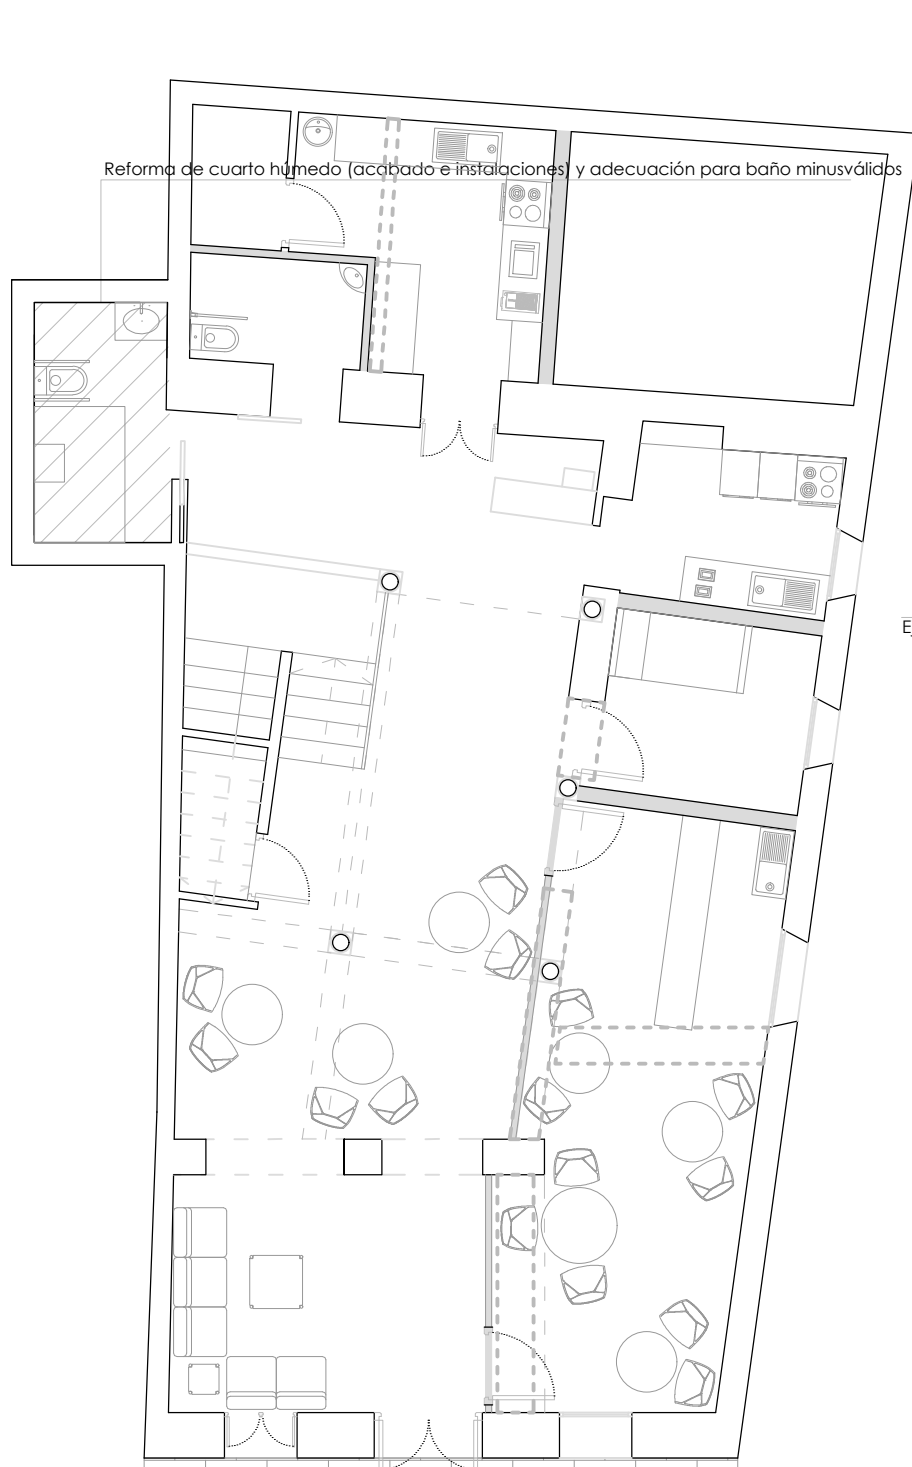 Reforma de cuarto húmedo (acabado e instalaciones) y adecuación para baño minusválidos